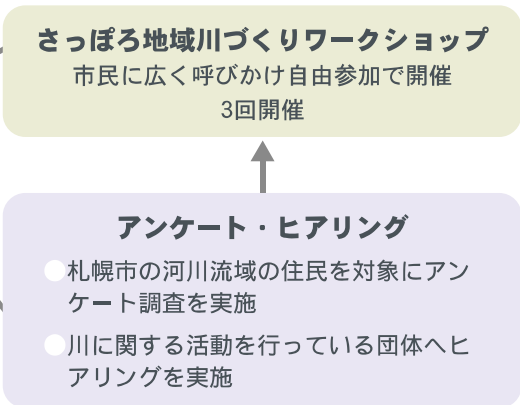 さっぽろ地域川づくりワークショップ
市民に広く呼びかけ自由参加で開催
3回開催
アンケート・ヒアリング
札幌市の河川流域の住民を対象にアン
ケート調査を実施
川に関する活動を行っている団体へヒ
アリングを実施